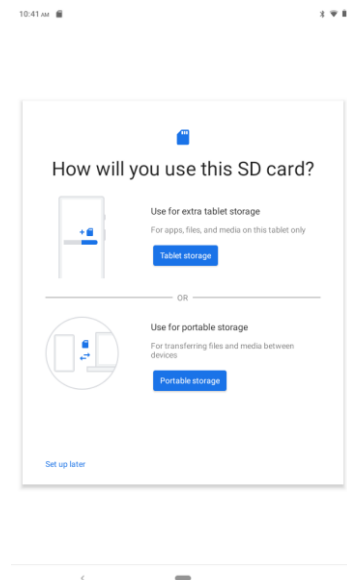 10:41 AM
How will you use this SD card?
Use for extra tablet storage
For apps, files, and media on this tablet only
Tablet storage
OR
Use for portable storage
For transferring files and media between
devices
Portable storage
Set up later